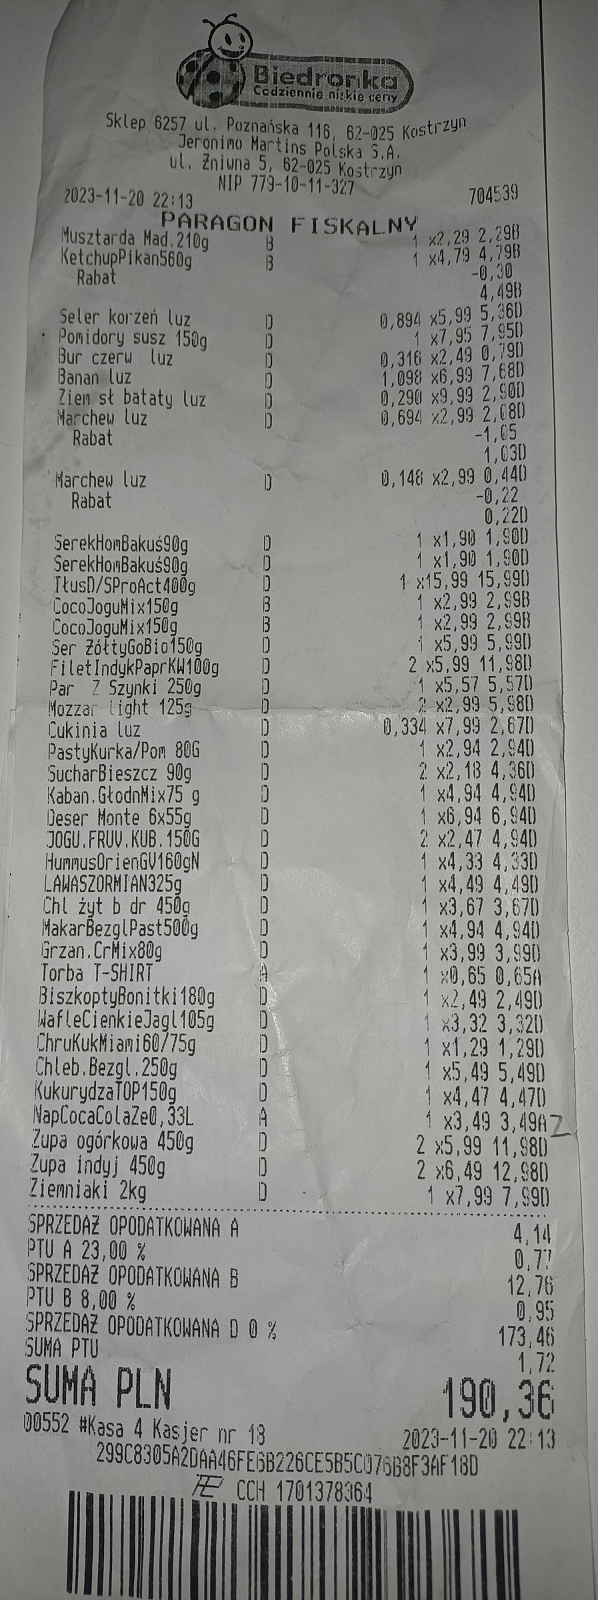 Biedronka
Codziennie niskie ceny
Sklep 6257 ul. Poznańska 116, 62-025 Kostrzyn
Jeronimo Martins Polska S.A.
ul. Żniwna 5, 62-025 Kostrzyn
NIP 779-10-11-327
2023-11-20 22:13 704539
PARAGON FISKALNY
Musztarda Mad.210g B 1 x2,29 2,29B
KetchupPikan560g B 1 x4,79 4,79B
Rabat -0,30
4,49B
Seler korzeń luz D 0,894 x5,99 5,36D
Pomidory susz 150g D 1 x7,95 7,95D
Bur czerw luz D 0,316 x2,49 0,79D
Banan luz D 1,098 x6,99 7,68D
Ziem sł bataty luz D 0,290 x9,99 2,90D
Marchew luz D 0,694 x2,99 2,08D
Rabat -1,05
1,03D
Marchew luz D 0,148 x2,99 0,44D
Rabat -0,22
0,22D
SerekHomBakuś90g D 1 x1,90 1,90D
SerekHomBakuś90g D 1 x1,90 1,90D
TłusD/SProAct400g D 1 x15,99 15,99D
CocoJoguMix150g B 1 x2,99 2,99B
CocoJoguMix150g B 1 x2,99 2,99B
Ser ŻółtyGoBio150g D 1 x5,99 5,99D
FiletIndykPaprKW100g D 2 x5,99 11,98D
Par Z Szynki 250g D 1 x5,57 5,57D
Mozzar light 125g D 2 x2,99 5,98D
Cukinia luz D 0,334 x7,99 2,67D
PastyKurka/Pom 80G D 1 x2,94 2,94D
SucharBieszcz 90g D 2 x2,18 4,36D
Kaban.GłodnMix75 g D 1 x4,94 4,94D
Deser Monte 6x55g D 1 x6,94 6,94D
JOGU.FRUV.KUB.150G D 2 x2,47 4,94D
HummusOrienGV160gN D 1 x4,33 4,33D
LAWASZORMIAN325g D 1 x4,49 4,49D
Chl żyt b dr 450g D 1 x3,67 3,67D
MakarBezglPast500g D 1 x4,94 4,94D
Grzan.CrMix80g D 1 x3,99 3,99D
Torba T-SHIRT A 1 x0,65 0,65A
BiszkoptyBonitki180g D 1 x2,49 2,49D
WafleCienkieJagl105g D 1 x3,32 3,32D
ChruKukMiami60/75g D 1 x1,29 1,29D
Chleb.Bezgl.250g D 1 x5,49 5,49D
KukurydzaTOP150g D 1 x4,47 4,47D
NapCocaColaZe0,33L A 1 x3,49 3,49A
Zupa ogórkowa 450g D 2 x5,99 11,98D
Zupa indyj 450g D 2 x6,49 12,98D
Ziemniaki 2kg D 1 x7,99 7,99D
SPRZEDAŻ OPODATKOWANA A 4,14
PTU A 23,00 % 0,77
SPRZEDAŻ OPODATKOWANA B 12,76
PTU B 8,00 % 0,95
SPRZEDAŻ OPODATKOWANA D 0 % 173,46
SUMA PTU 1,72
SUMA PLN 190,36
00552 #Kasa 4 Kasjer nr 18 2023-11-20 22:13
299C8305A2DAA46FE6B226CE5B5C076B8F3AF18D
CCH 1701378364